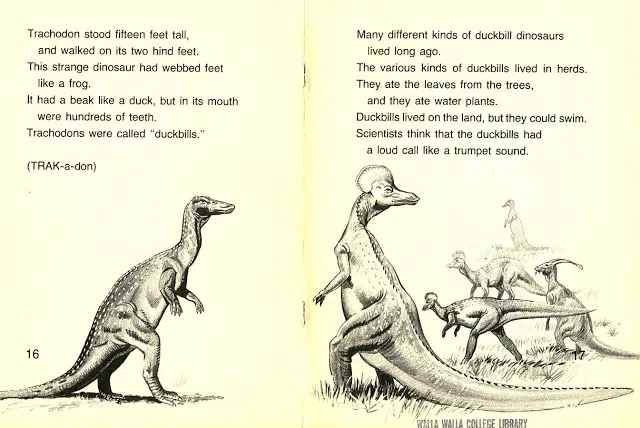 Trachodon stood fifteen feet tall,
and walked on its two hind feet.
This strange dinosaur had webbed feet
like a frog.
It had a beak like a duck, but in its mouth
were hundreds of teeth.
Trachodons were called "duckbills."
(TRAK-a-don)
16
Many different kinds of duckbill dinosaurs
lived long ago.
The various kinds of duckbills lived in herds.
They ate the leaves from the trees,
and they ate water plants.
Duckbills lived on the land, but they could swim.
Scientists think that the duckbills had
a loud call like a trumpet sound.
17
WALLA WALLA COLLEGE LIBRARY